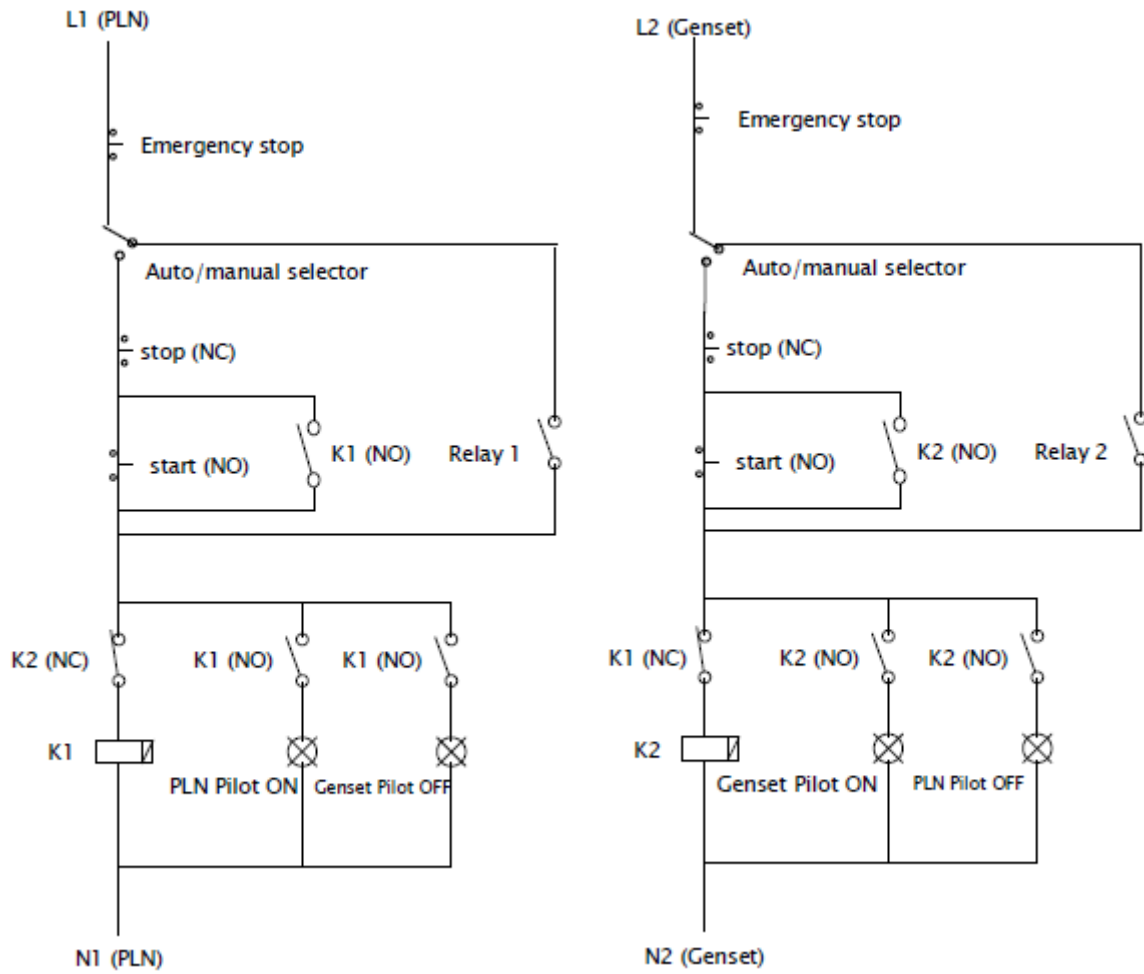 L1 (PLN)
Emergency stop
Auto/manual selector
stop (NC)
start (NO)
K1 (NO)
Relay 1
K2 (NC)
K1 (NO)
K1 (NO)
K1
PLN Pilot ON
Genset Pilot OFF
N1 (PLN)
L2 (Genset)
Emergency stop
Auto/manual selector
stop (NC)
start (NO)
K2 (NO)
Relay 2
K1 (NC)
K2 (NO)
K2 (NO)
K2
Genset Pilot ON
PLN Pilot OFF
N2 (Genset)